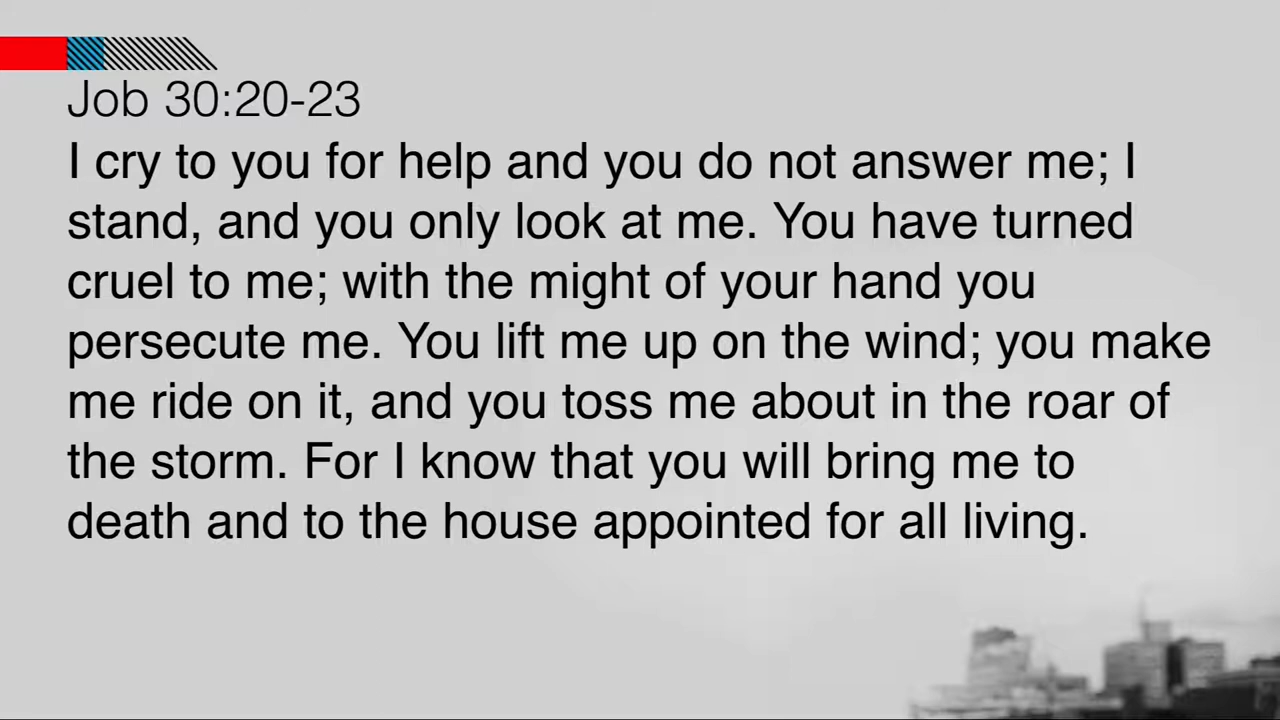 Job 30:20-23
I cry to you for help and you do not answer me; I
stand, and you only look at me. You have turned
cruel to me; with the might of your hand you
persecute me. You lift me up on the wind; you make
me ride on it, and you toss me about in the roar of
the storm. For I know that you will bring me to
death and to the house appointed for all living.